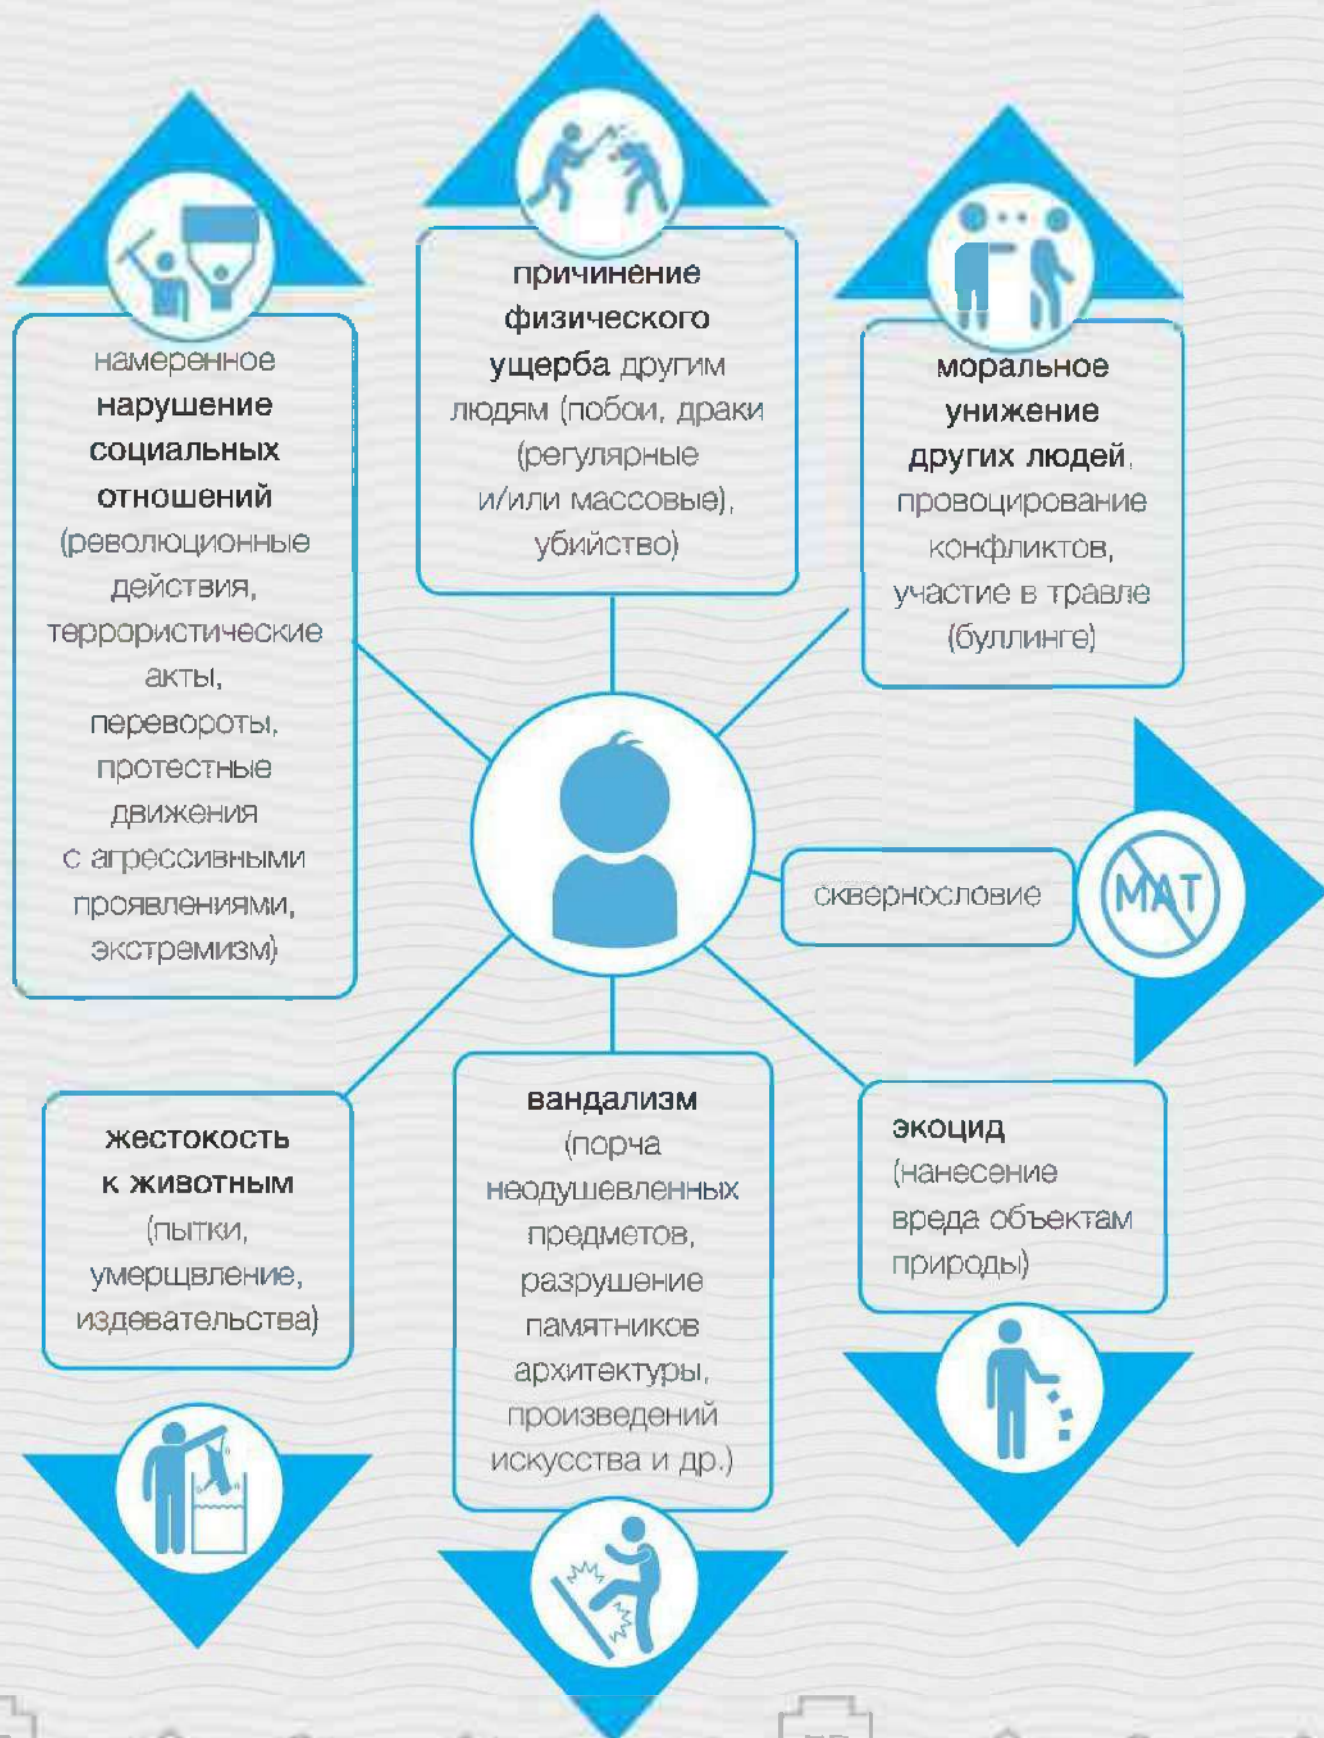 намеренное
нарушение
социальных
отношений
(революционные
действия,
террористические
акты,
перевороты,
протестные
движения
с агрессивными
проявлениями,
экстремизм)
причинение
физического
ущерба другим
людям (побои, драки
(регулярные
и/или массовые),
убийство)
моральное
унижение
других людей,
провоцирование
конфликтов,
участие в травле
(буллинге)
сквернословие
МАТ
жестокость
к животным
(пытки,
умерщвление,
издевательства)
вандализм
(порча
неодушевленных
предметов,
разрушение
памятников
архитектуры,
произведений
искусства и др.)
экоцид
(нанесение
вреда объектам
природы)